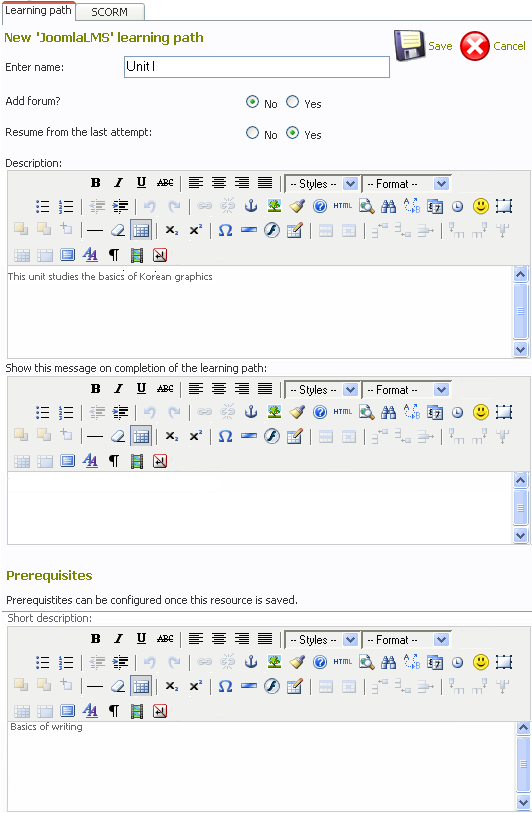 Learning path SCORM
New 'JoomlaLMS' learning path Save Cancel
Enter name: Unit I
Add forum? No Yes
Resume from the last attempt: No Yes
Description:
B I U ABC -- Styles -- -- Format --
HTML
This unit studies the basics of Korean graphics
Show this message on completion of the learning path:
B I U ABC -- Styles -- -- Format --
HTML
Prerequisites
Prerequistites can be configured once this resource is saved.
Short description:
B I U ABC -- Styles -- -- Format --
HTML
Basics of writing